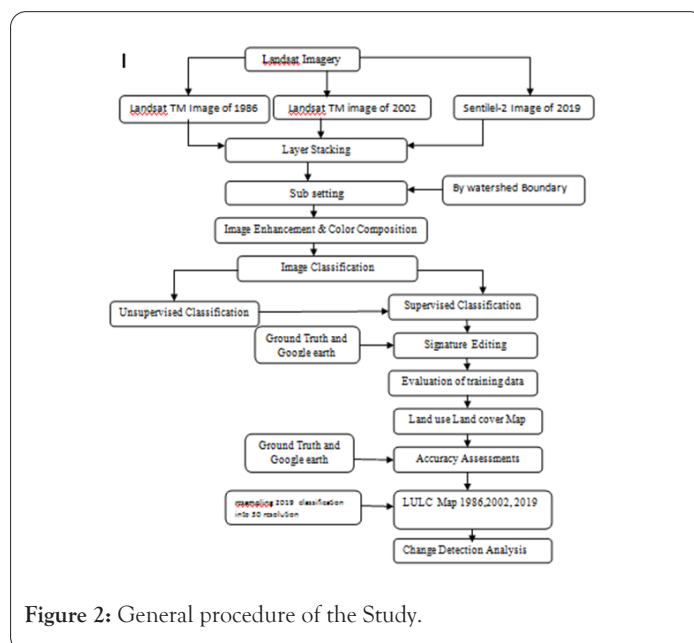 I
Landsat Imagery
Landsat TM Image of 1986
Landsat TM image of 2002
Sentilel-2 Image of 2019
Layer Stacking
Sub setting
By watershed Boundary
Image Enhancement & Color Composition
Image Classification
Unsupervised Classification
Supervised Classification
Ground Truth and
Google earth
Signature Editing
Evaluation of training data
Land use Land cover Map
Ground Truth and
Google earth
Accuracy Assessments
2019 classification
into 30
LULC Map 1986,2002, 2019
Change Detection Analysis
Figure 2: General procedure of the Study.